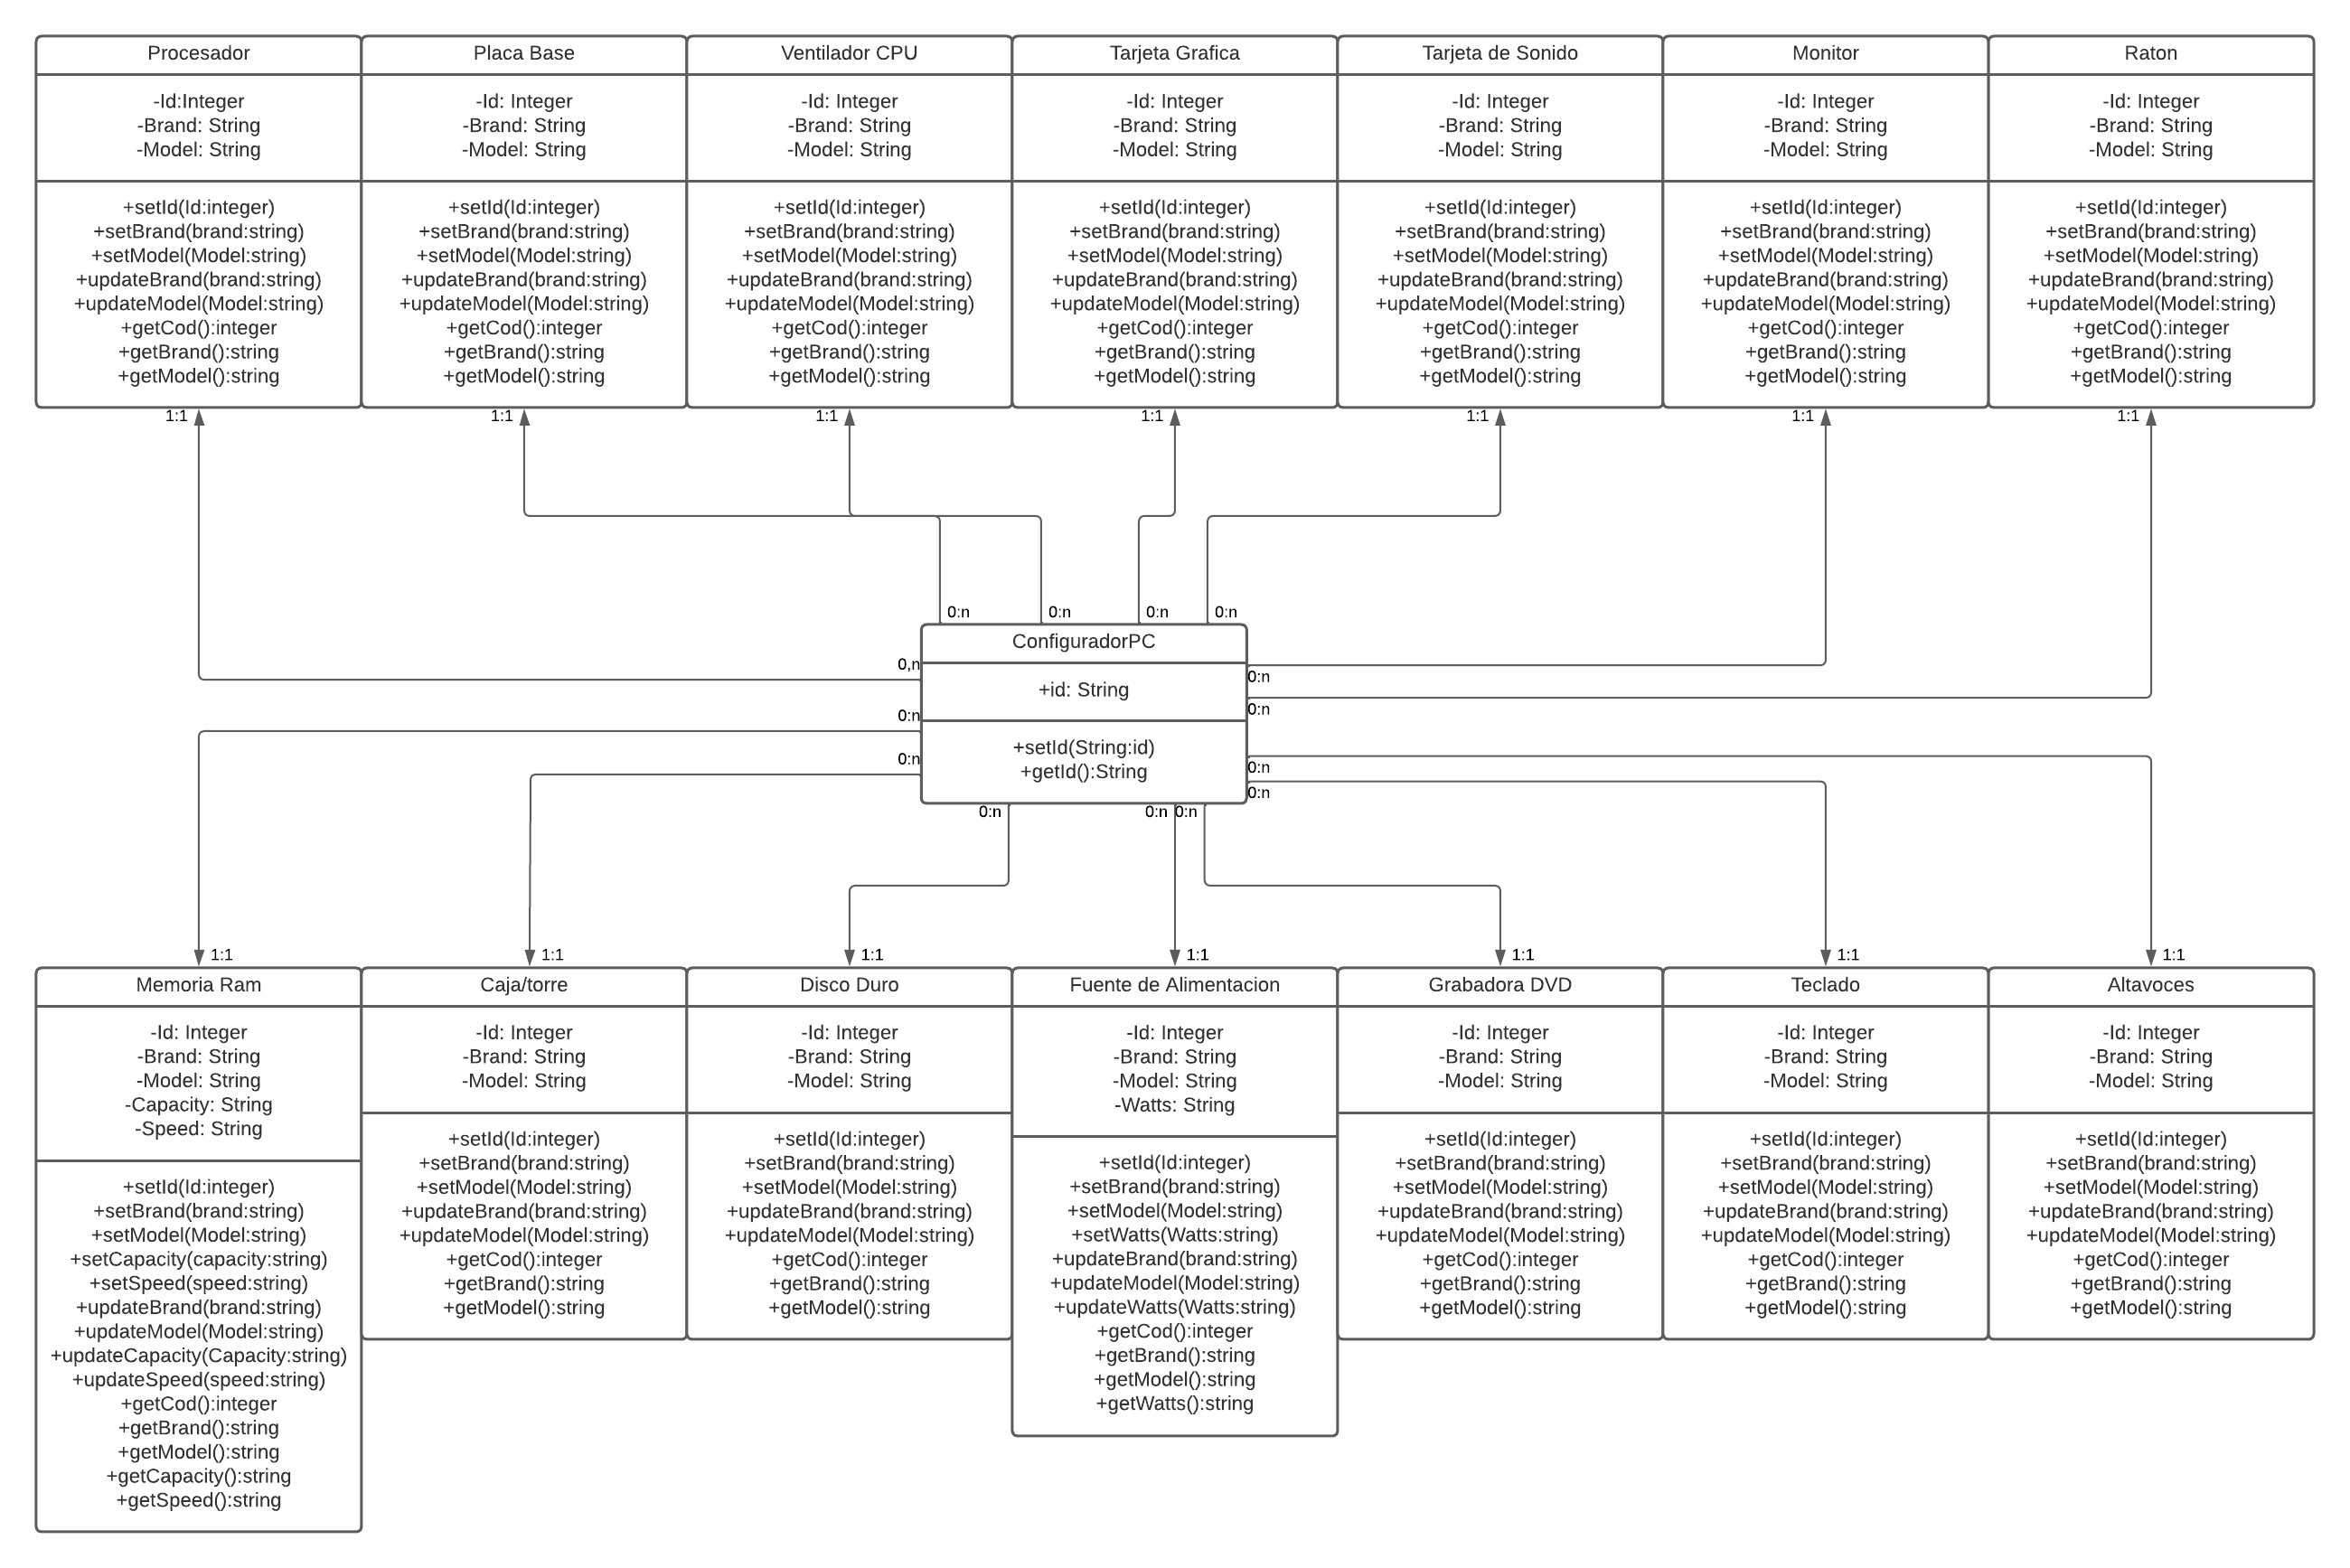 Procesador
-Id:Integer
-Brand: String
-Model: String
+setId(Id:integer)
+setBrand(brand:string)
+setModel(Model:string)
+updateBrand(brand:string)
+updateModel(Model:string)
+getCod():integer
+getBrand():string
+getModel():string
1:1
Placa Base
-Id: Integer
-Brand: String
-Model: String
+setId(Id:integer)
+setBrand(brand:string)
+setModel(Model:string)
+updateBrand(brand:string)
+updateModel(Model:string)
+getCod():integer
+getBrand():string
+getModel():string
1:1
Ventilador CPU
-Id: Integer
-Brand: String
-Model: String
+setId(Id:integer)
+setBrand(brand:string)
+setModel(Model:string)
+updateBrand(brand:string)
+updateModel(Model:string)
+getCod():integer
+getBrand():string
+getModel():string
1:1
Tarjeta Grafica
-Id: Integer
-Brand: String
-Model: String
+setId(Id:integer)
+setBrand(brand:string)
+setModel(Model:string)
+updateBrand(brand:string)
+updateModel(Model:string)
+getCod():integer
+getBrand():string
+getModel():string
1:1
Tarjeta de Sonido
-Id: Integer
-Brand: String
-Model: String
+setId(Id:integer)
+setBrand(brand:string)
+setModel(Model:string)
+updateBrand(brand:string)
+updateModel(Model:string)
+getCod():integer
+getBrand():string
+getModel():string
1:1
Monitor
-Id: Integer
-Brand: String
-Model: String
+setId(Id:integer)
+setBrand(brand:string)
+setModel(Model:string)
+updateBrand(brand:string)
+updateModel(Model:string)
+getCod():integer
+getBrand():string
+getModel():string
1:1
Raton
-Id: Integer
-Brand: String
-Model: String
+setId(Id:integer)
+setBrand(brand:string)
+setModel(Model:string)
+updateBrand(brand:string)
+updateModel(Model:string)
+getCod():integer
+getBrand():string
+getModel():string
1:1
0:n
0:n
0:n
0:n
0,n
0:n
0:n
ConfiguradorPC
+id: String
+setId(String:id)
+getId():String
0:n
0:n
0:n
0:n
0:n
0:n
0:n
1:1
Memoria Ram
-Id: Integer
-Brand: String
-Model: String
-Capacity: String
-Speed: String
+setId(Id:integer)
+setBrand(brand:string)
+setModel(Model:string)
+setCapacity(capacity:string)
+setSpeed(speed:string)
+updateBrand(brand:string)
+updateModel(Model:string)
+updateCapacity(Capacity:string)
+updateSpeed(speed:string)
+getCod():integer
+getBrand():string
+getModel():string
+getCapacity():string
+getSpeed():string
1:1
Caja/torre
-Id: Integer
-Brand: String
-Model: String
+setId(Id:integer)
+setBrand(brand:string)
+setModel(Model:string)
+updateBrand(brand:string)
+updateModel(Model:string)
+getCod():integer
+getBrand():string
+getModel():string
1:1
Disco Duro
-Id: Integer
-Brand: String
-Model: String
+setId(Id:integer)
+setBrand(brand:string)
+setModel(Model:string)
+updateBrand(brand:string)
+updateModel(Model:string)
+getCod():integer
+getBrand():string
+getModel():string
1:1
Fuente de Alimentacion
-Id: Integer
-Brand: String
-Model: String
-Watts: String
+setId(Id:integer)
+setBrand(brand:string)
+setModel(Model:string)
+setWatts(Watts:string)
+updateBrand(brand:string)
+updateModel(Model:string)
+updateWatts(Watts:string)
+getCod():integer
+getBrand():string
+getModel():string
+getWatts():string
1:1
Grabadora DVD
-Id: Integer
-Brand: String
-Model: String
+setId(Id:integer)
+setBrand(brand:string)
+setModel(Model:string)
+updateBrand(brand:string)
+updateModel(Model:string)
+getCod():integer
+getBrand():string
+getModel():string
1:1
Teclado
-Id: Integer
-Brand: String
-Model: String
+setId(Id:integer)
+setBrand(brand:string)
+setModel(Model:string)
+updateBrand(brand:string)
+updateModel(Model:string)
+getCod():integer
+getBrand():string
+getModel():string
1:1
Altavoces
-Id: Integer
-Brand: String
-Model: String
+setId(Id:integer)
+setBrand(brand:string)
+setModel(Model:string)
+updateBrand(brand:string)
+updateModel(Model:string)
+getCod():integer
+getBrand():string
+getModel():string